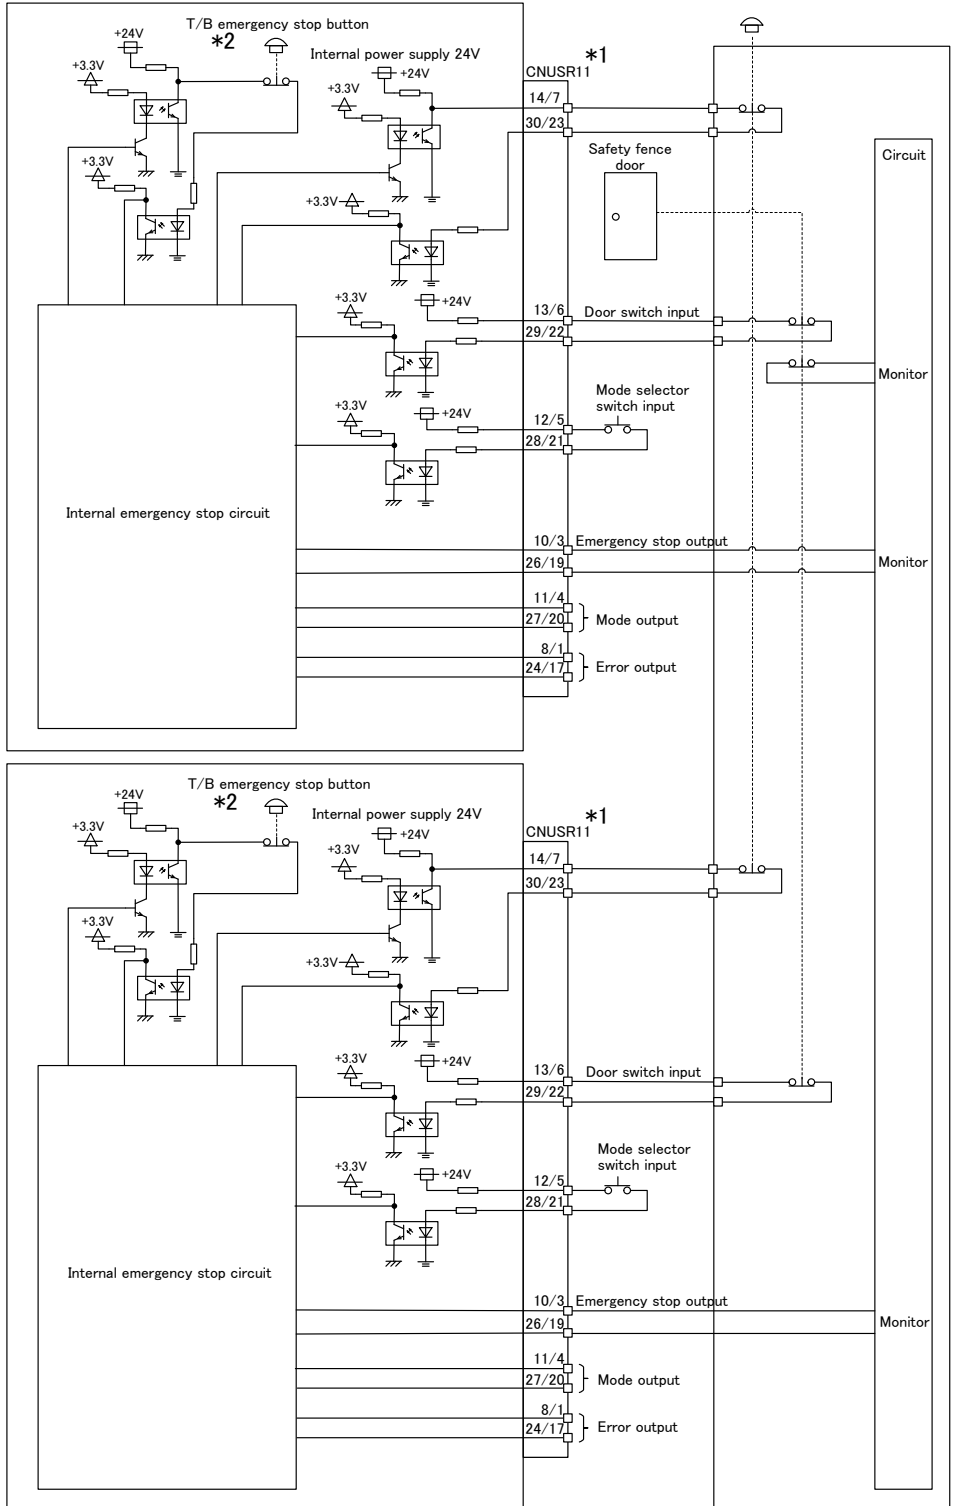 T/B emergency stop button
*2
+24V
+3.3V
Internal power supply 24V
+24V
+3.3V
*1
CNUSR11
14/7
30/23
+3.3V
+3.3V
Safety fence
door
Circuit
+3.3V
+24V
13/6
Door switch input
29/22
Monitor
+3.3V
+24V
Mode selector
switch input
12/5
28/21
Internal emergency stop circuit
10/3
Emergency stop output
26/19
Monitor
11/4
27/20
Mode output
8/1
24/17
Error output
T/B emergency stop button
*2
+24V
+3.3V
Internal power supply 24V
+24V
+3.3V
*1
CNUSR11
14/7
30/23
+3.3V
+3.3V
+3.3V
+24V
13/6
Door switch input
29/22
+3.3V
+24V
Mode selector
switch input
12/5
28/21
Internal emergency stop circuit
10/3
Emergency stop output
26/19
Monitor
11/4
27/20
Mode output
8/1
24/17
Error output